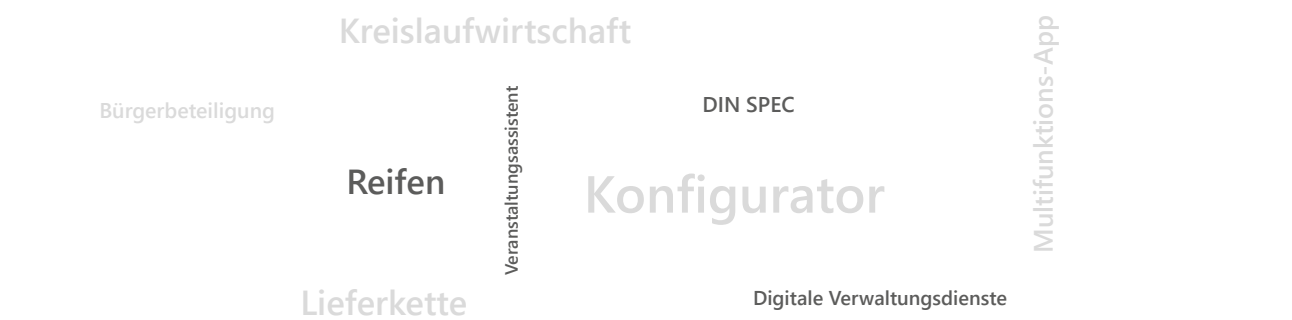 Kreislaufwirtschaft
Multifunktions-App
Bürgerbeteiligung
Veranstaltungsassistent
DIN SPEC
Reifen
Konfigurator
Lieferkette
Digitale Verwaltungsdienste